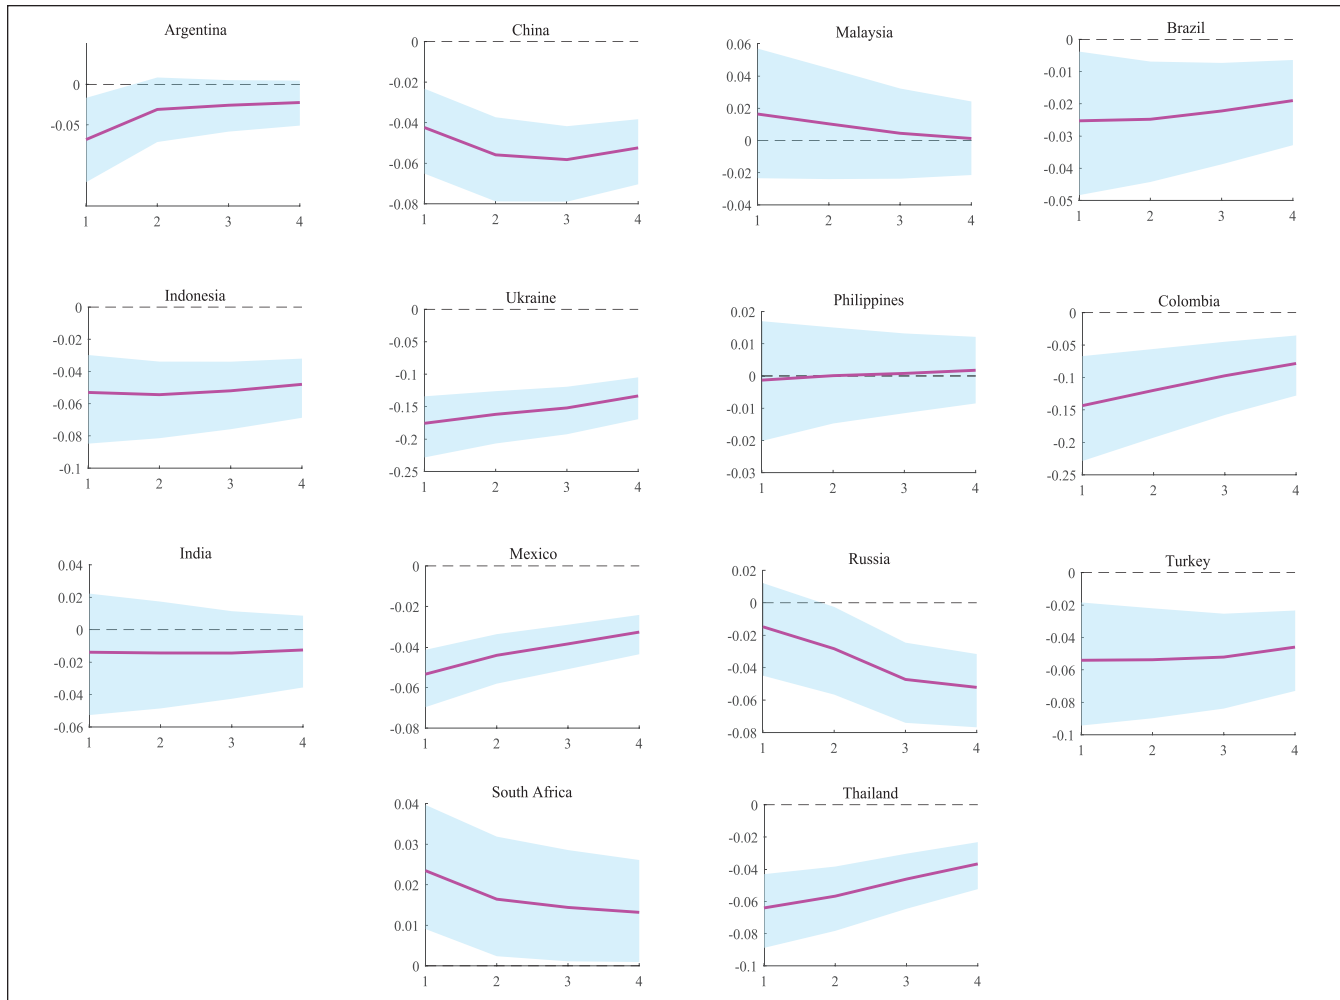 Argentina
0
-0.05
1 2 3 4
China
0
-0.02
-0.04
-0.06
-0.08
1 2 3 4
Malaysia
0.06
0.04
0.02
0
-0.02
-0.04
1 2 3 4
Brazil
0
-0.01
-0.02
-0.03
-0.04
-0.05
1 2 3 4
Indonesia
0
-0.02
-0.04
-0.06
-0.08
-0.1
1 2 3 4
Ukraine
0
-0.1
-0.15
-0.2
-0.25
1 2 3 4
Philippines
0.02
0.01
0
-0.01
-0.02
-0.03
1 2 3 4
Colombia
0
-0.05
-0.1
-0.15
-0.2
-0.25
1 2 3 4
India
0.04
0.02
0
-0.02
-0.04
-0.06
1 2 3 4
Mexico
0
-0.02
-0.04
-0.06
-0.08
1 2 3 4
Russia
0.02
0
-0.02
-0.04
-0.06
-0.08
1 2 3 4
Turkey
0
-0.02
-0.04
-0.06
-0.08
-0.1
1 2 3 4
South Africa
0.04
0.03
0.02
0.01
0
1 2 3 4
Thailand
0
-0.02
-0.04
-0.06
-0.08
-0.1
1 2 3 4